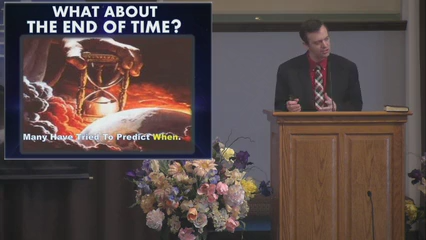 WHAT ABOUT
THE END OF TIME?
Many Have Tried To Predict When.